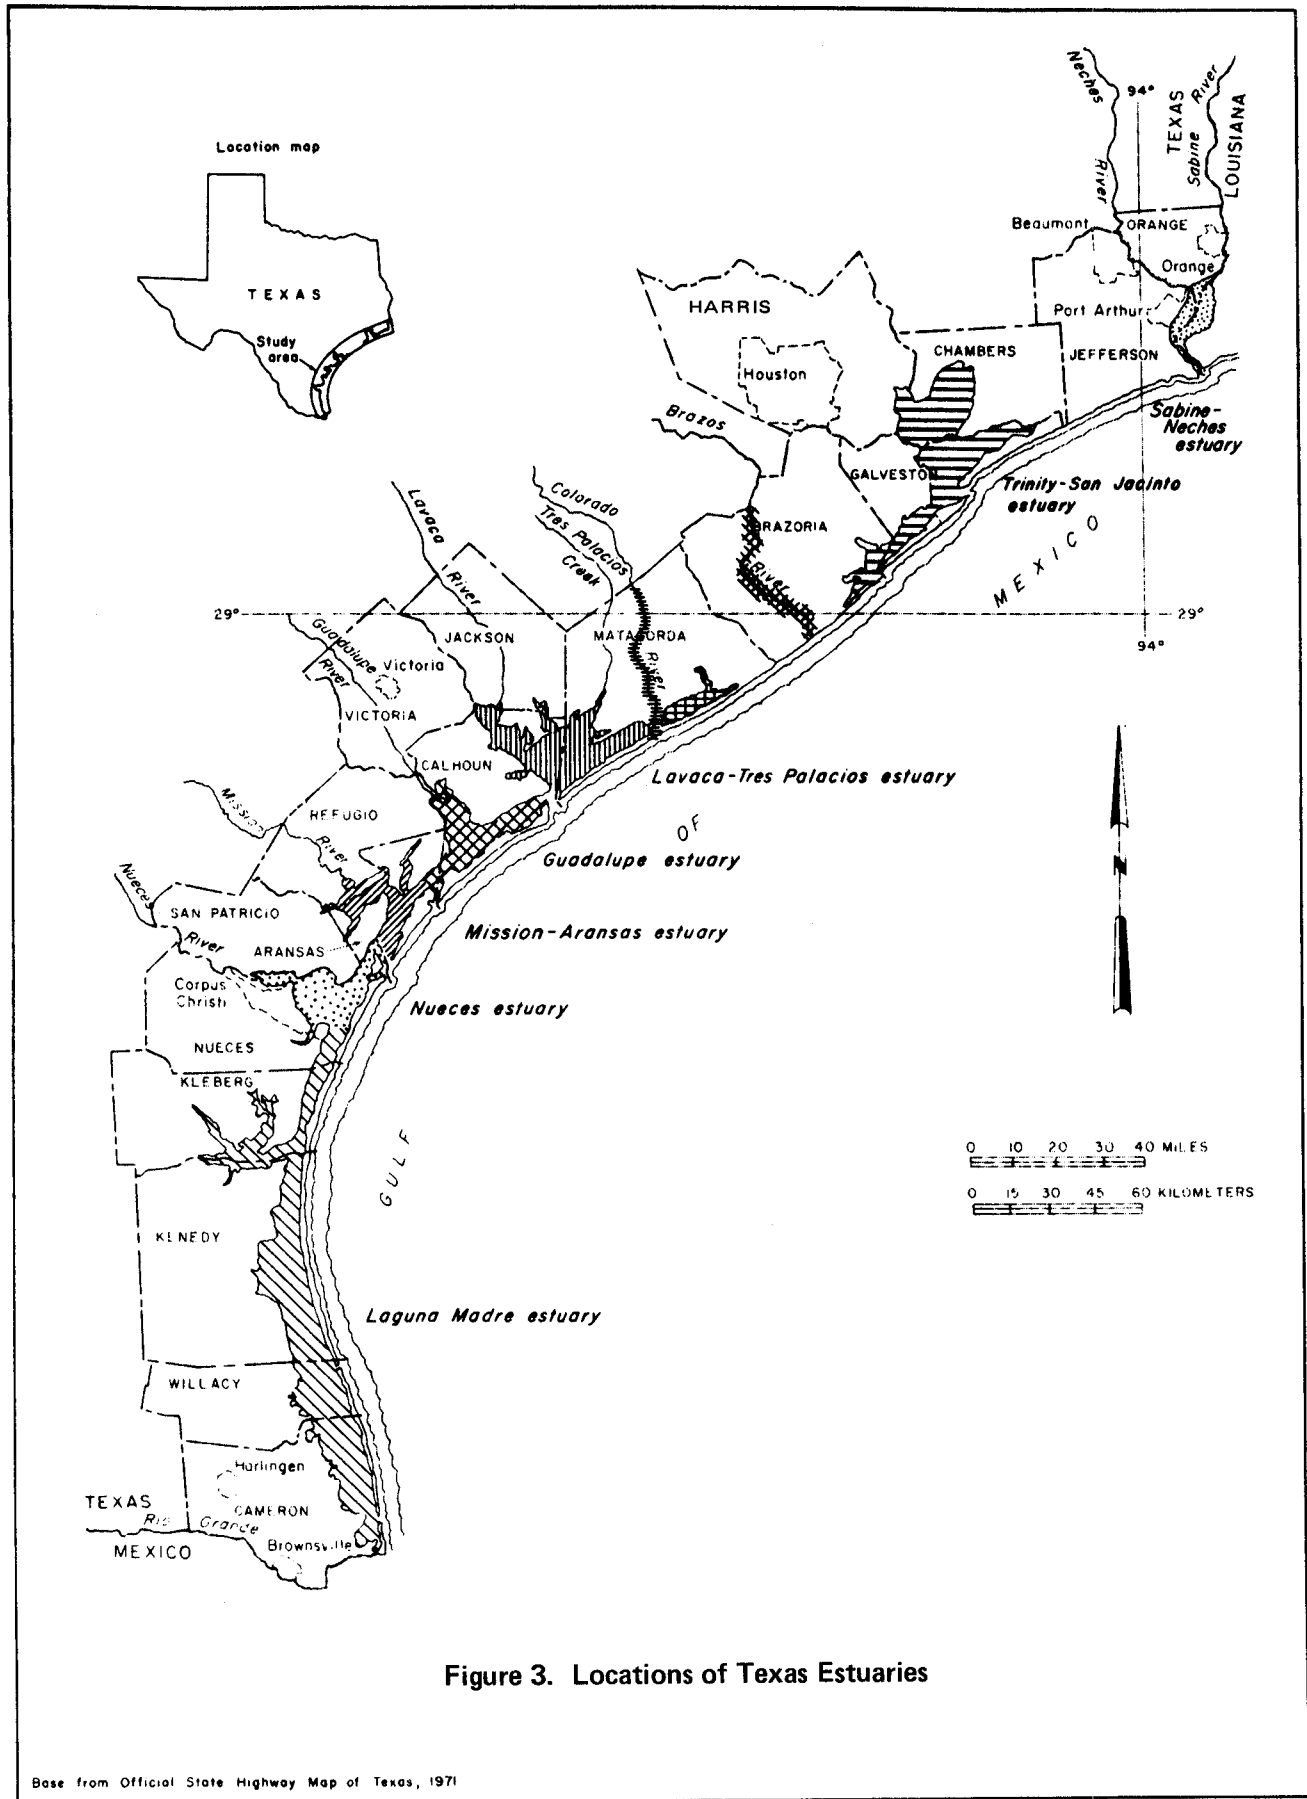 Location map
TEXAS
Study
area
Neches
River
94°
TEXAS
Sabine
River
LOUISIANA
Beaumont
ORANGE
Orange
Port Arthur
JEFFERSON
HARRIS
Houston
CHAMBERS
Sabine-
Neches
estuary
Brazos
River
GALVESTON
Trinity-San Jacinto
estuary
BRAZORIA
Colorado
River
Tres Palacios
Creek
Lavaca
River
MEXICO
29°
29°
94°
JACKSON
MATAGORDA
Guadalupe
River
Victoria
VICTORIA
CALHOUN
Lavaca-Tres Palacios estuary
Mission
River
REFUGIO
OF
Guadalupe estuary
Nueces
River
SAN PATRICIO
ARANSAS
Mission-Aransas estuary
Corpus
Christi
Nueces estuary
NUECES
KLEBERG
GULF
N
0 10 20 30 40 MILES
0 15 30 45 60 KILOMETERS
KENEDY
Laguna Madre estuary
WILLACY
Harlingen
CAMERON
TEXAS
Rio Grande
MEXICO
Brownsville
Figure 3. Locations of Texas Estuaries
Base from Official State Highway Map of Texas, 1971